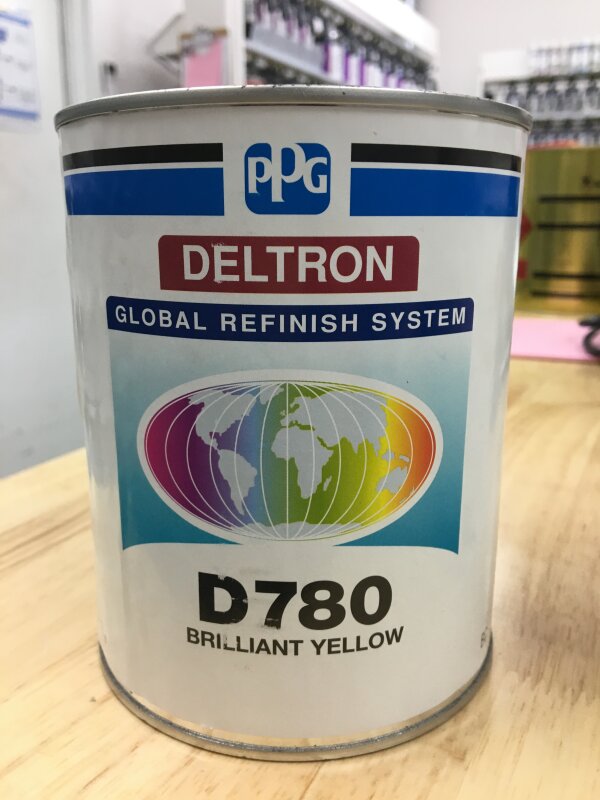 PPG
DELTRON
GLOBAL REFINISH SYSTEM
D780
BRILLIANT YELLOW